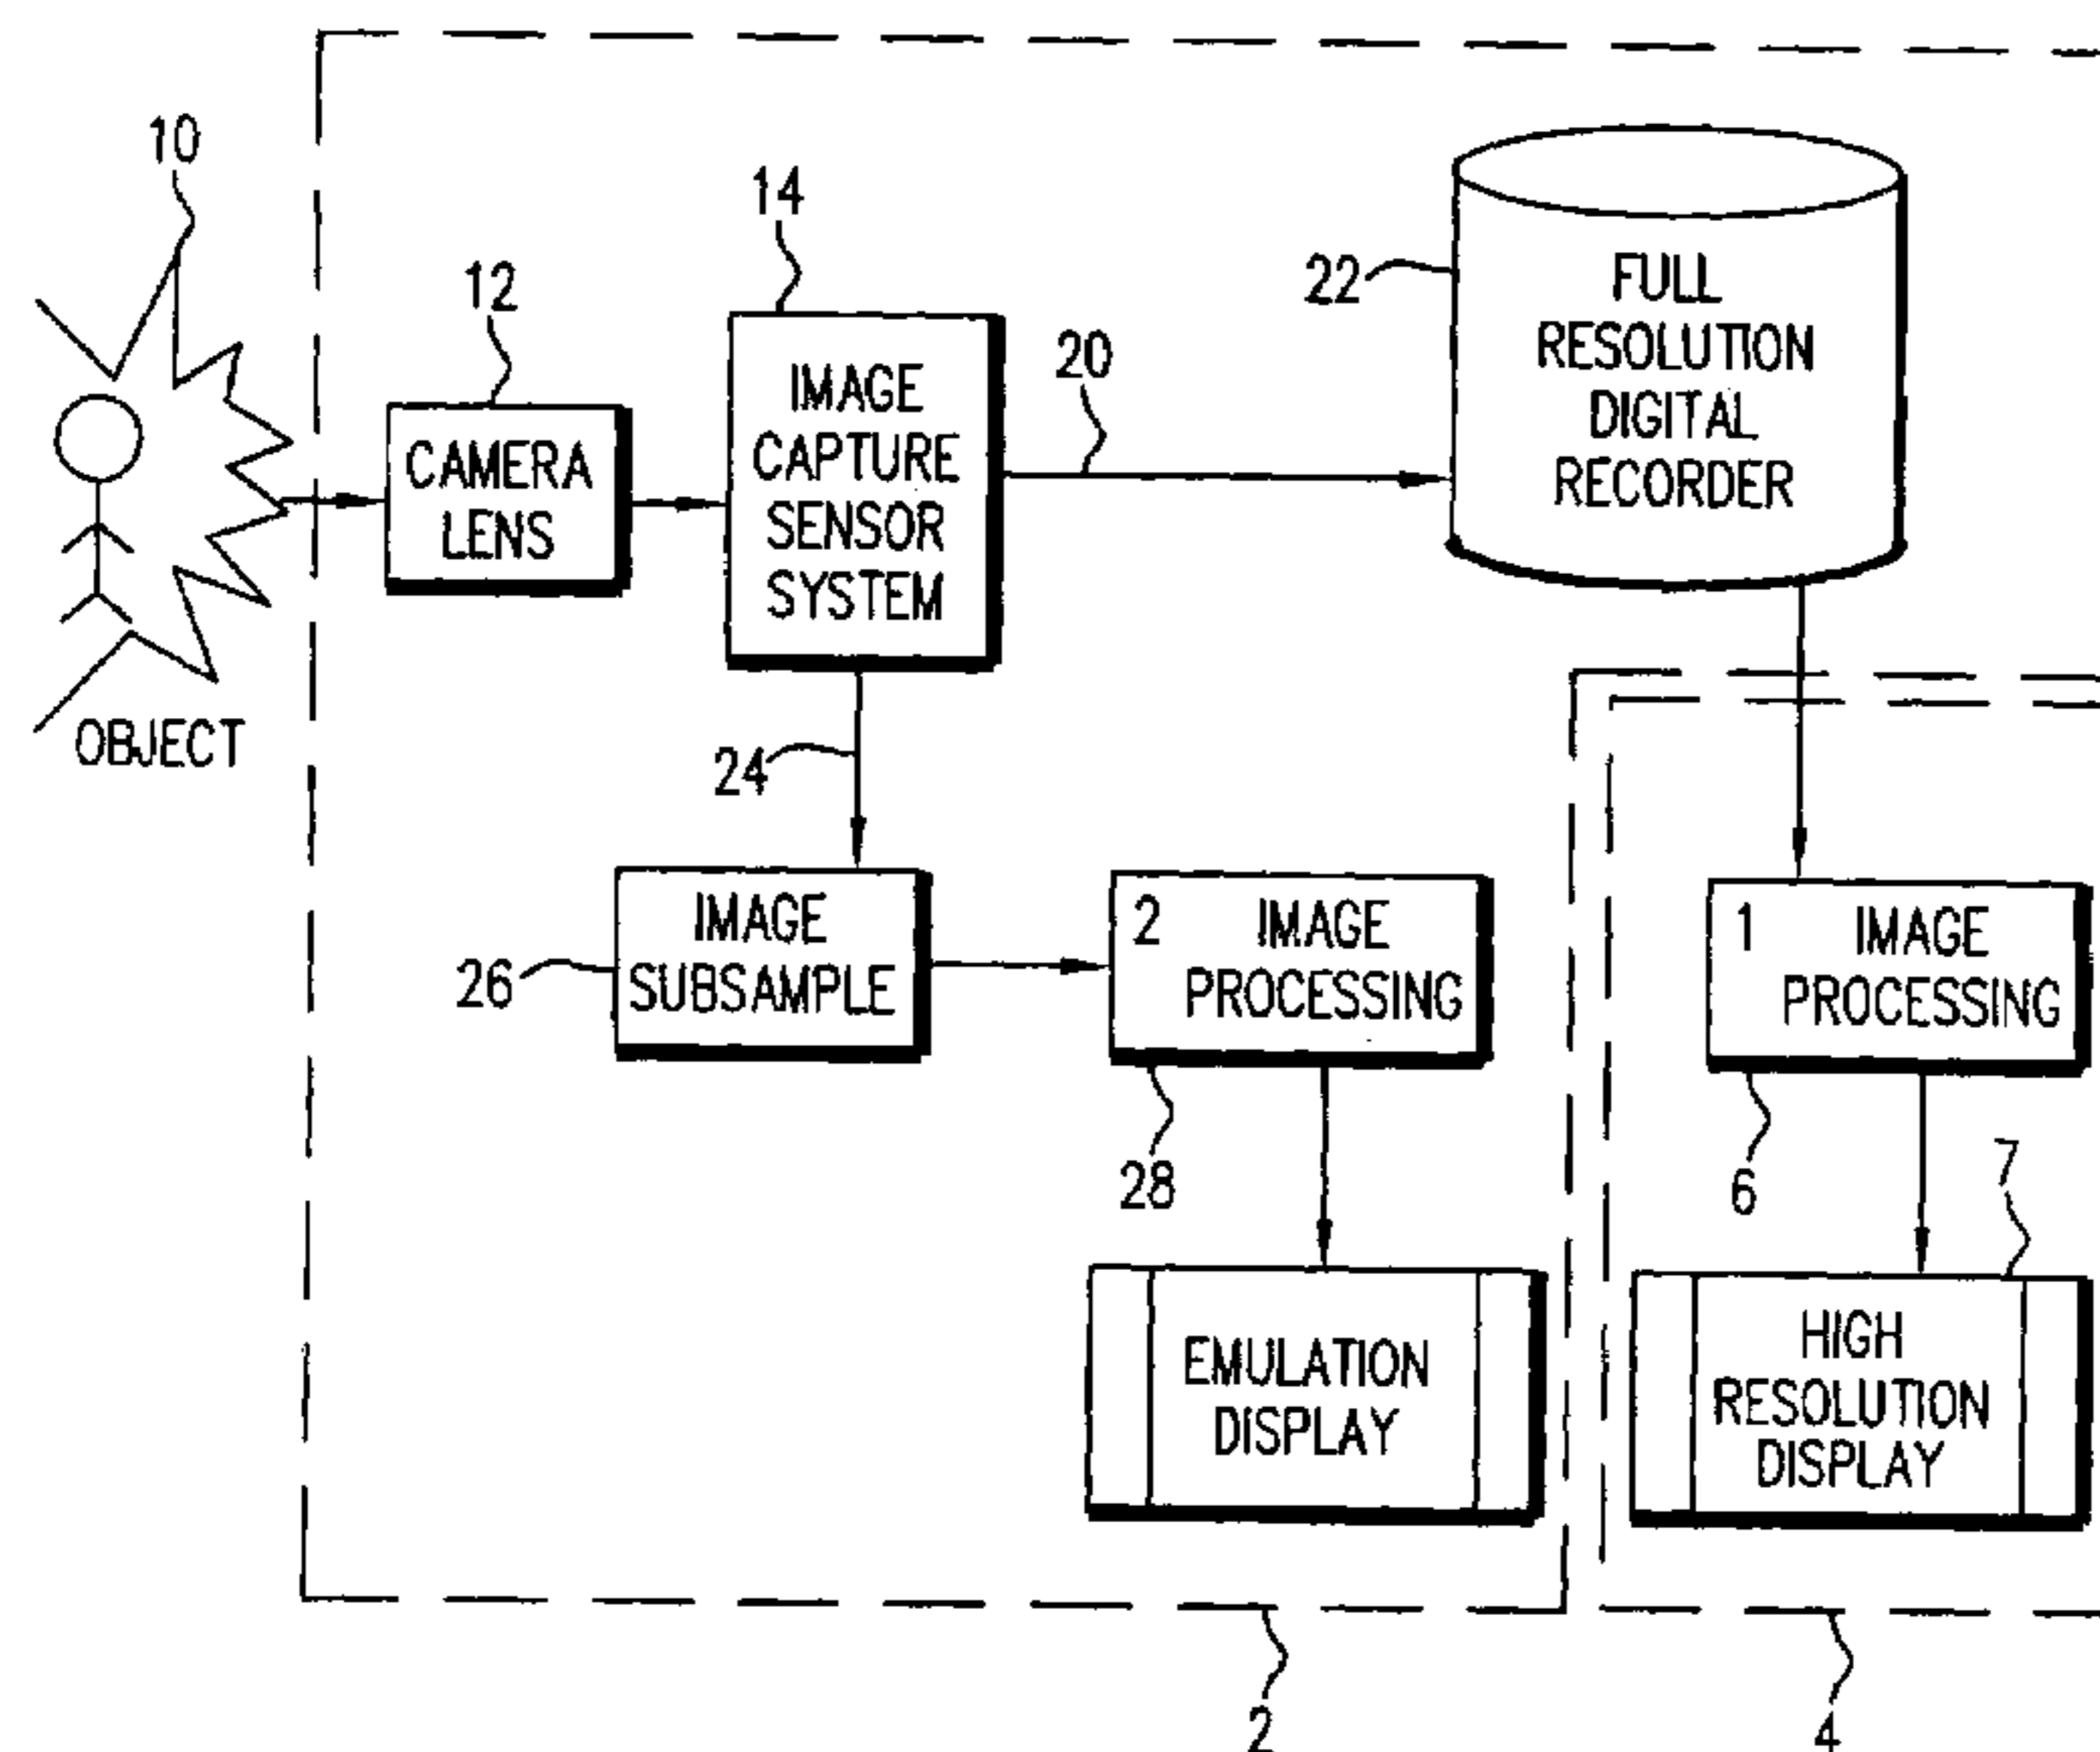 10
14
12
22
FULL
RESOLUTION
DIGITAL
RECORDER
20
IMAGE
CAPTURE
SENSOR
SYSTEM
CAMERA
LENS
OBJECT
24
26
IMAGE
SUBSAMPLE
2 IMAGE
PROCESSING
1 IMAGE
PROCESSING
28
6
7
EMULATION
DISPLAY
HIGH
RESOLUTION
DISPLAY
2
4